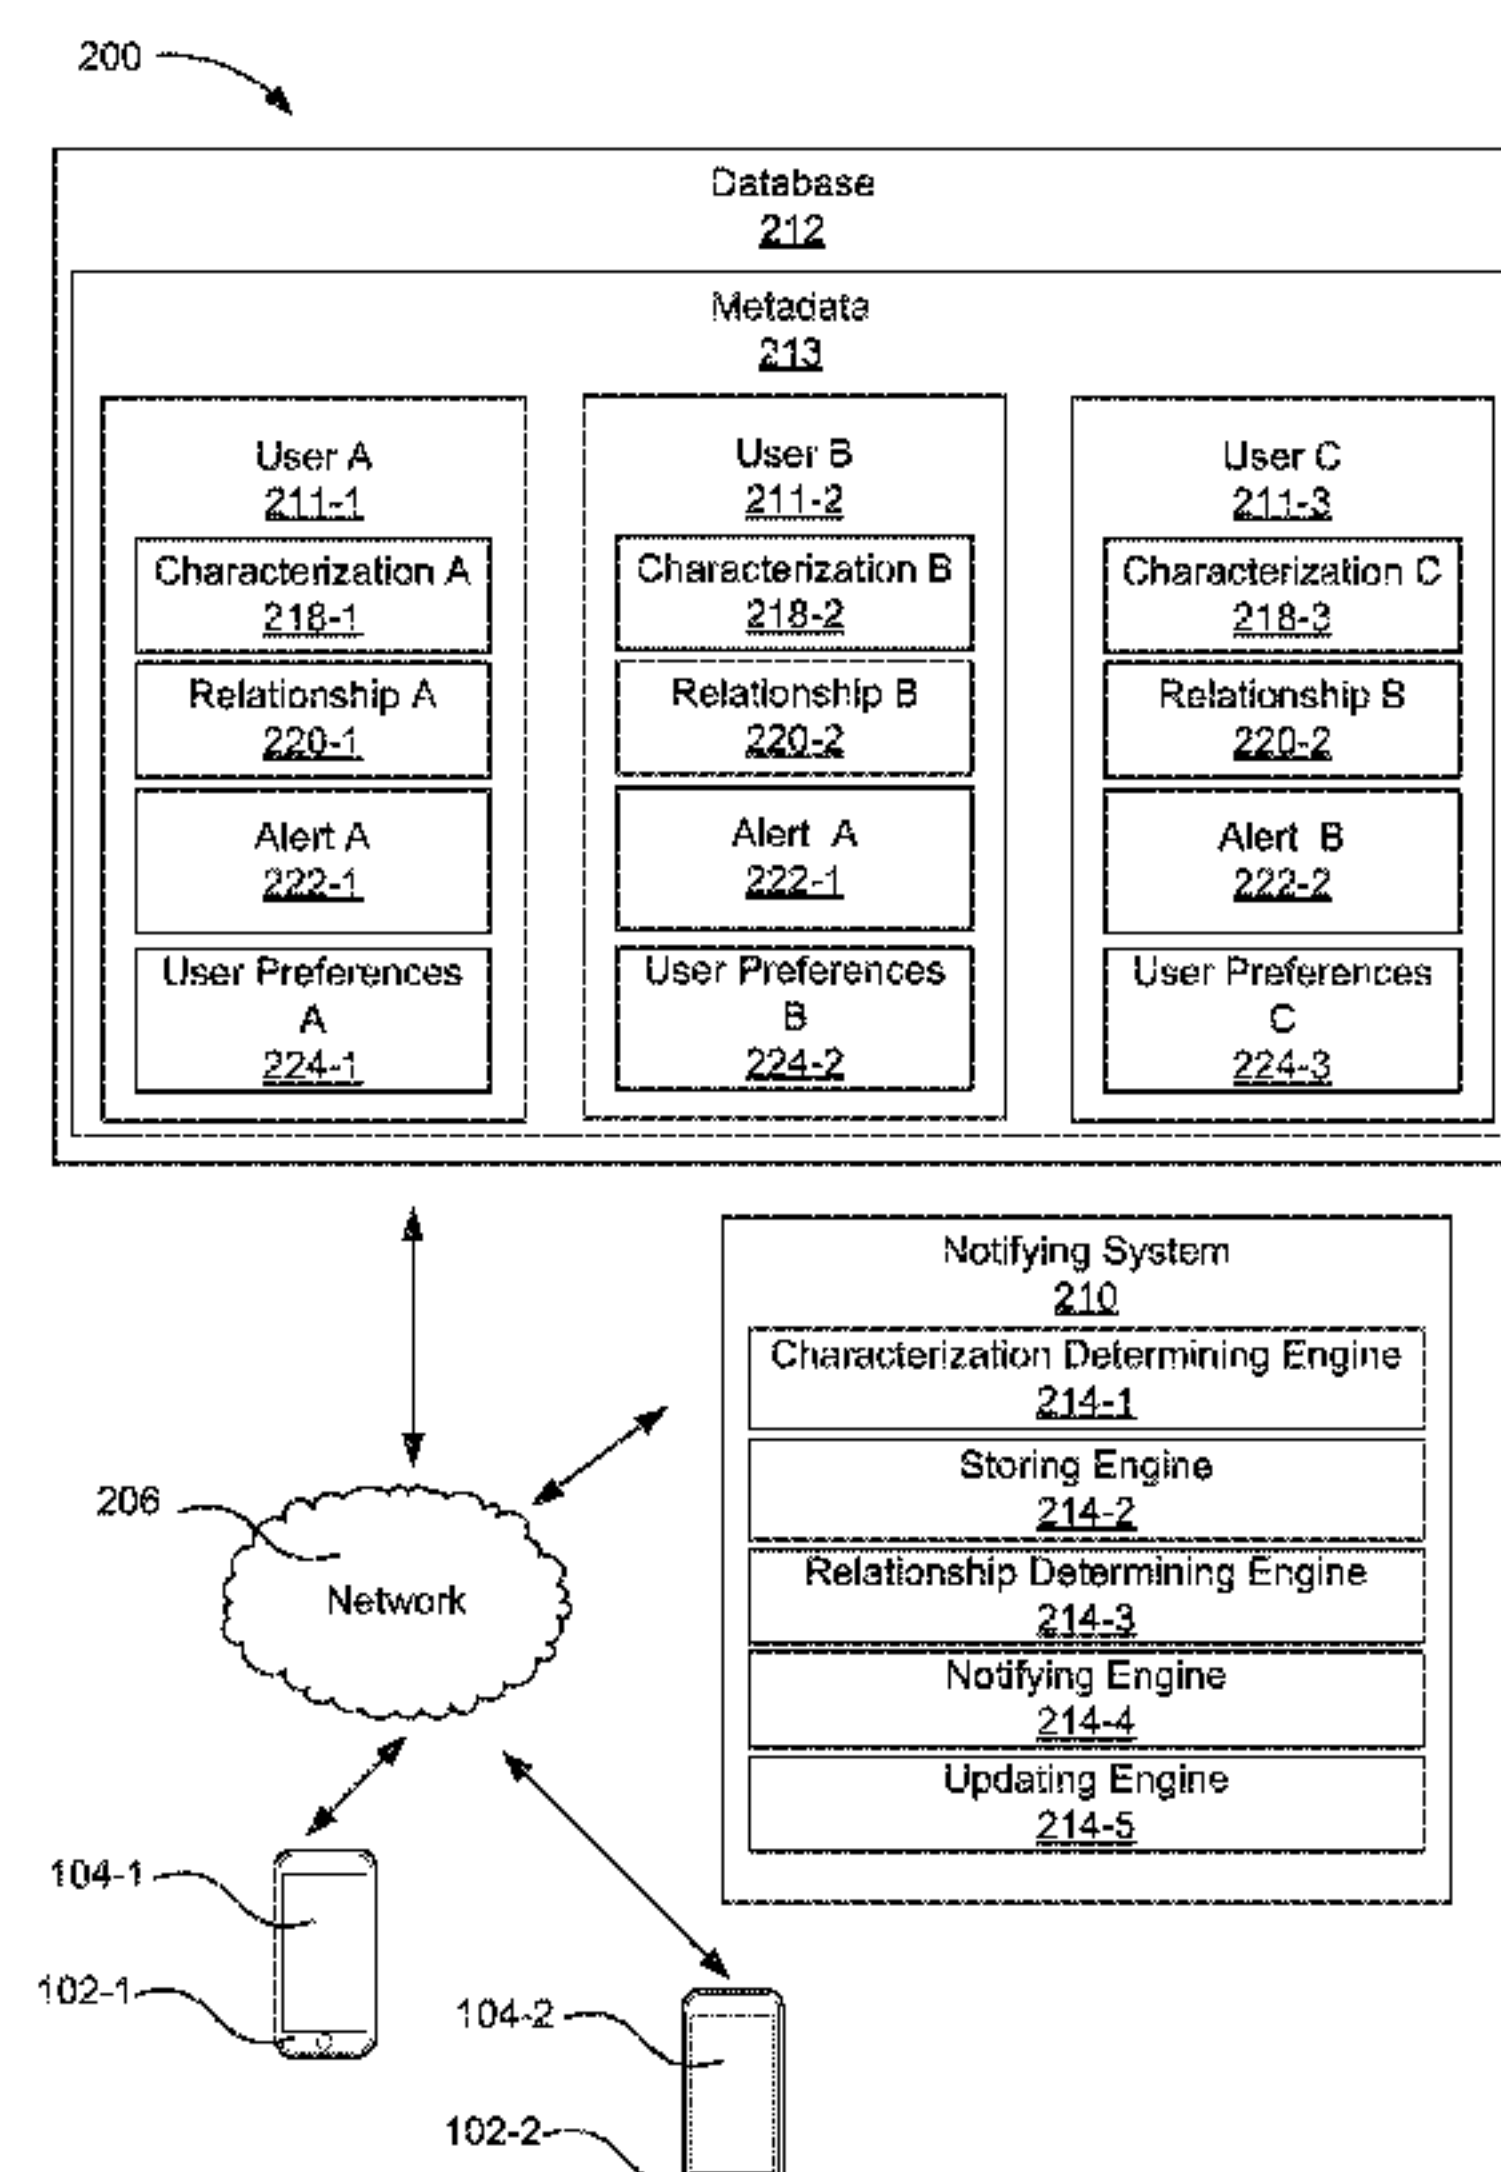 200
Database
212
Metadata
213
User A
211-1
Characterization A
218-1
Relationship A
220-1
Alert A
222-1
User Preferences
A
224-1
User B
211-2
Characterization B
218-2
Relationship B
220-2
Alert A
222-1
User Preferences
B
224-2
User C
211-3
Characterization C
218-3
Relationship B
220-2
Alert B
222-2
User Preferences
C
224-3
Notifying System
210
Characterization Determining Engine
214-1
Storing Engine
214-2
Relationship Determining Engine
214-3
Notifying Engine
214-4
Updating Engine
214-5
206
Network
104-1
102-1
104-2
102-2